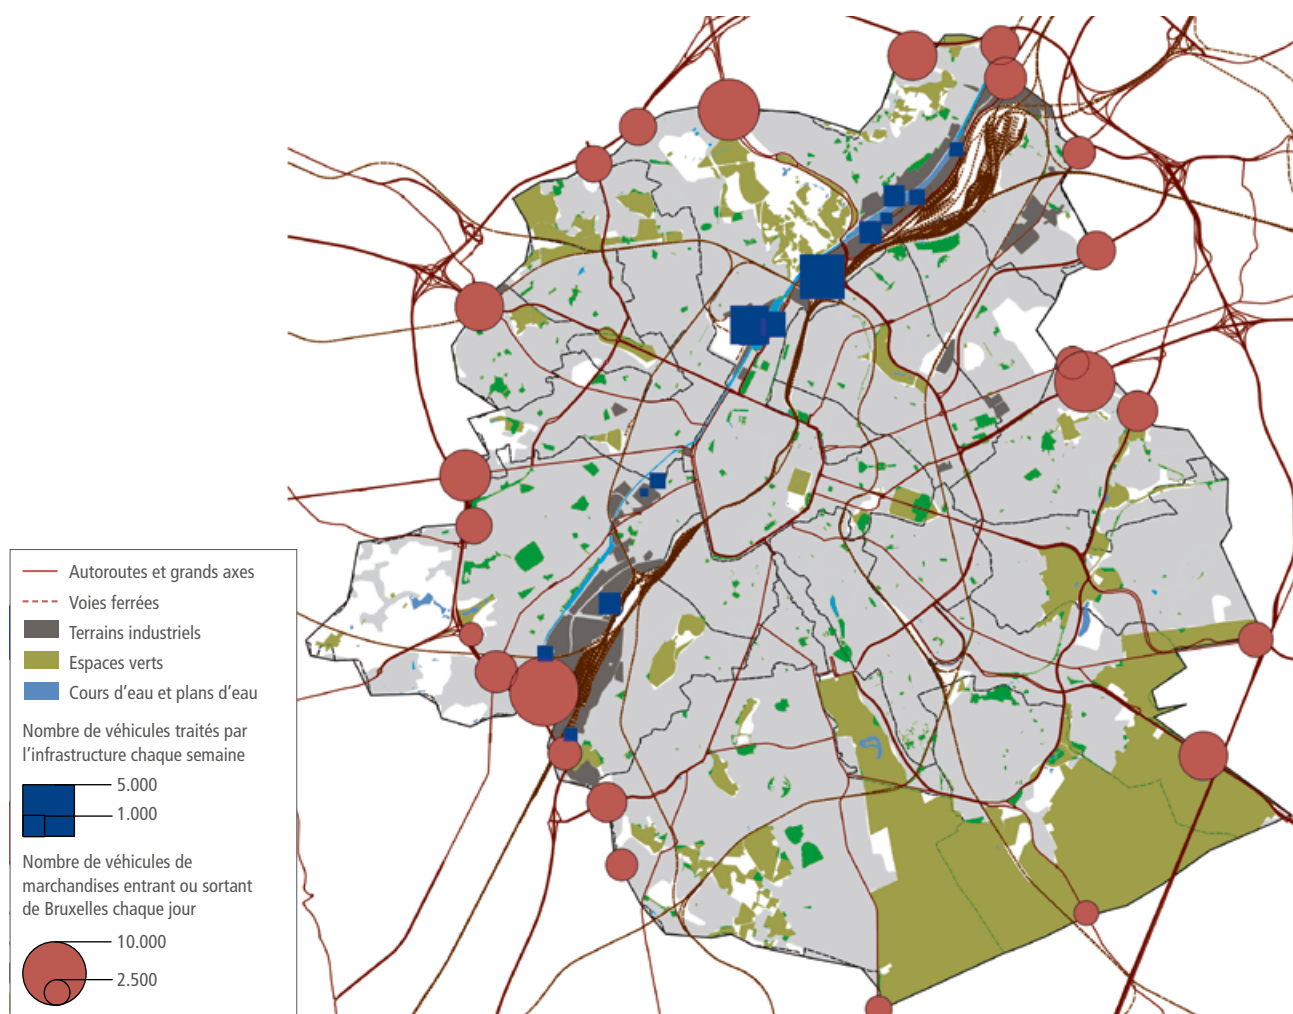 Autoroutes et grands axes
Voies ferrées
Terrains industriels
Espaces verts
Cours d’eau et plans d’eau
Nombre de véhicules traités par
l’infrastructure chaque semaine
5.000
1.000
Nombre de véhicules de
marchandises entrant ou sortant
de Bruxelles chaque jour
10.000
2.500